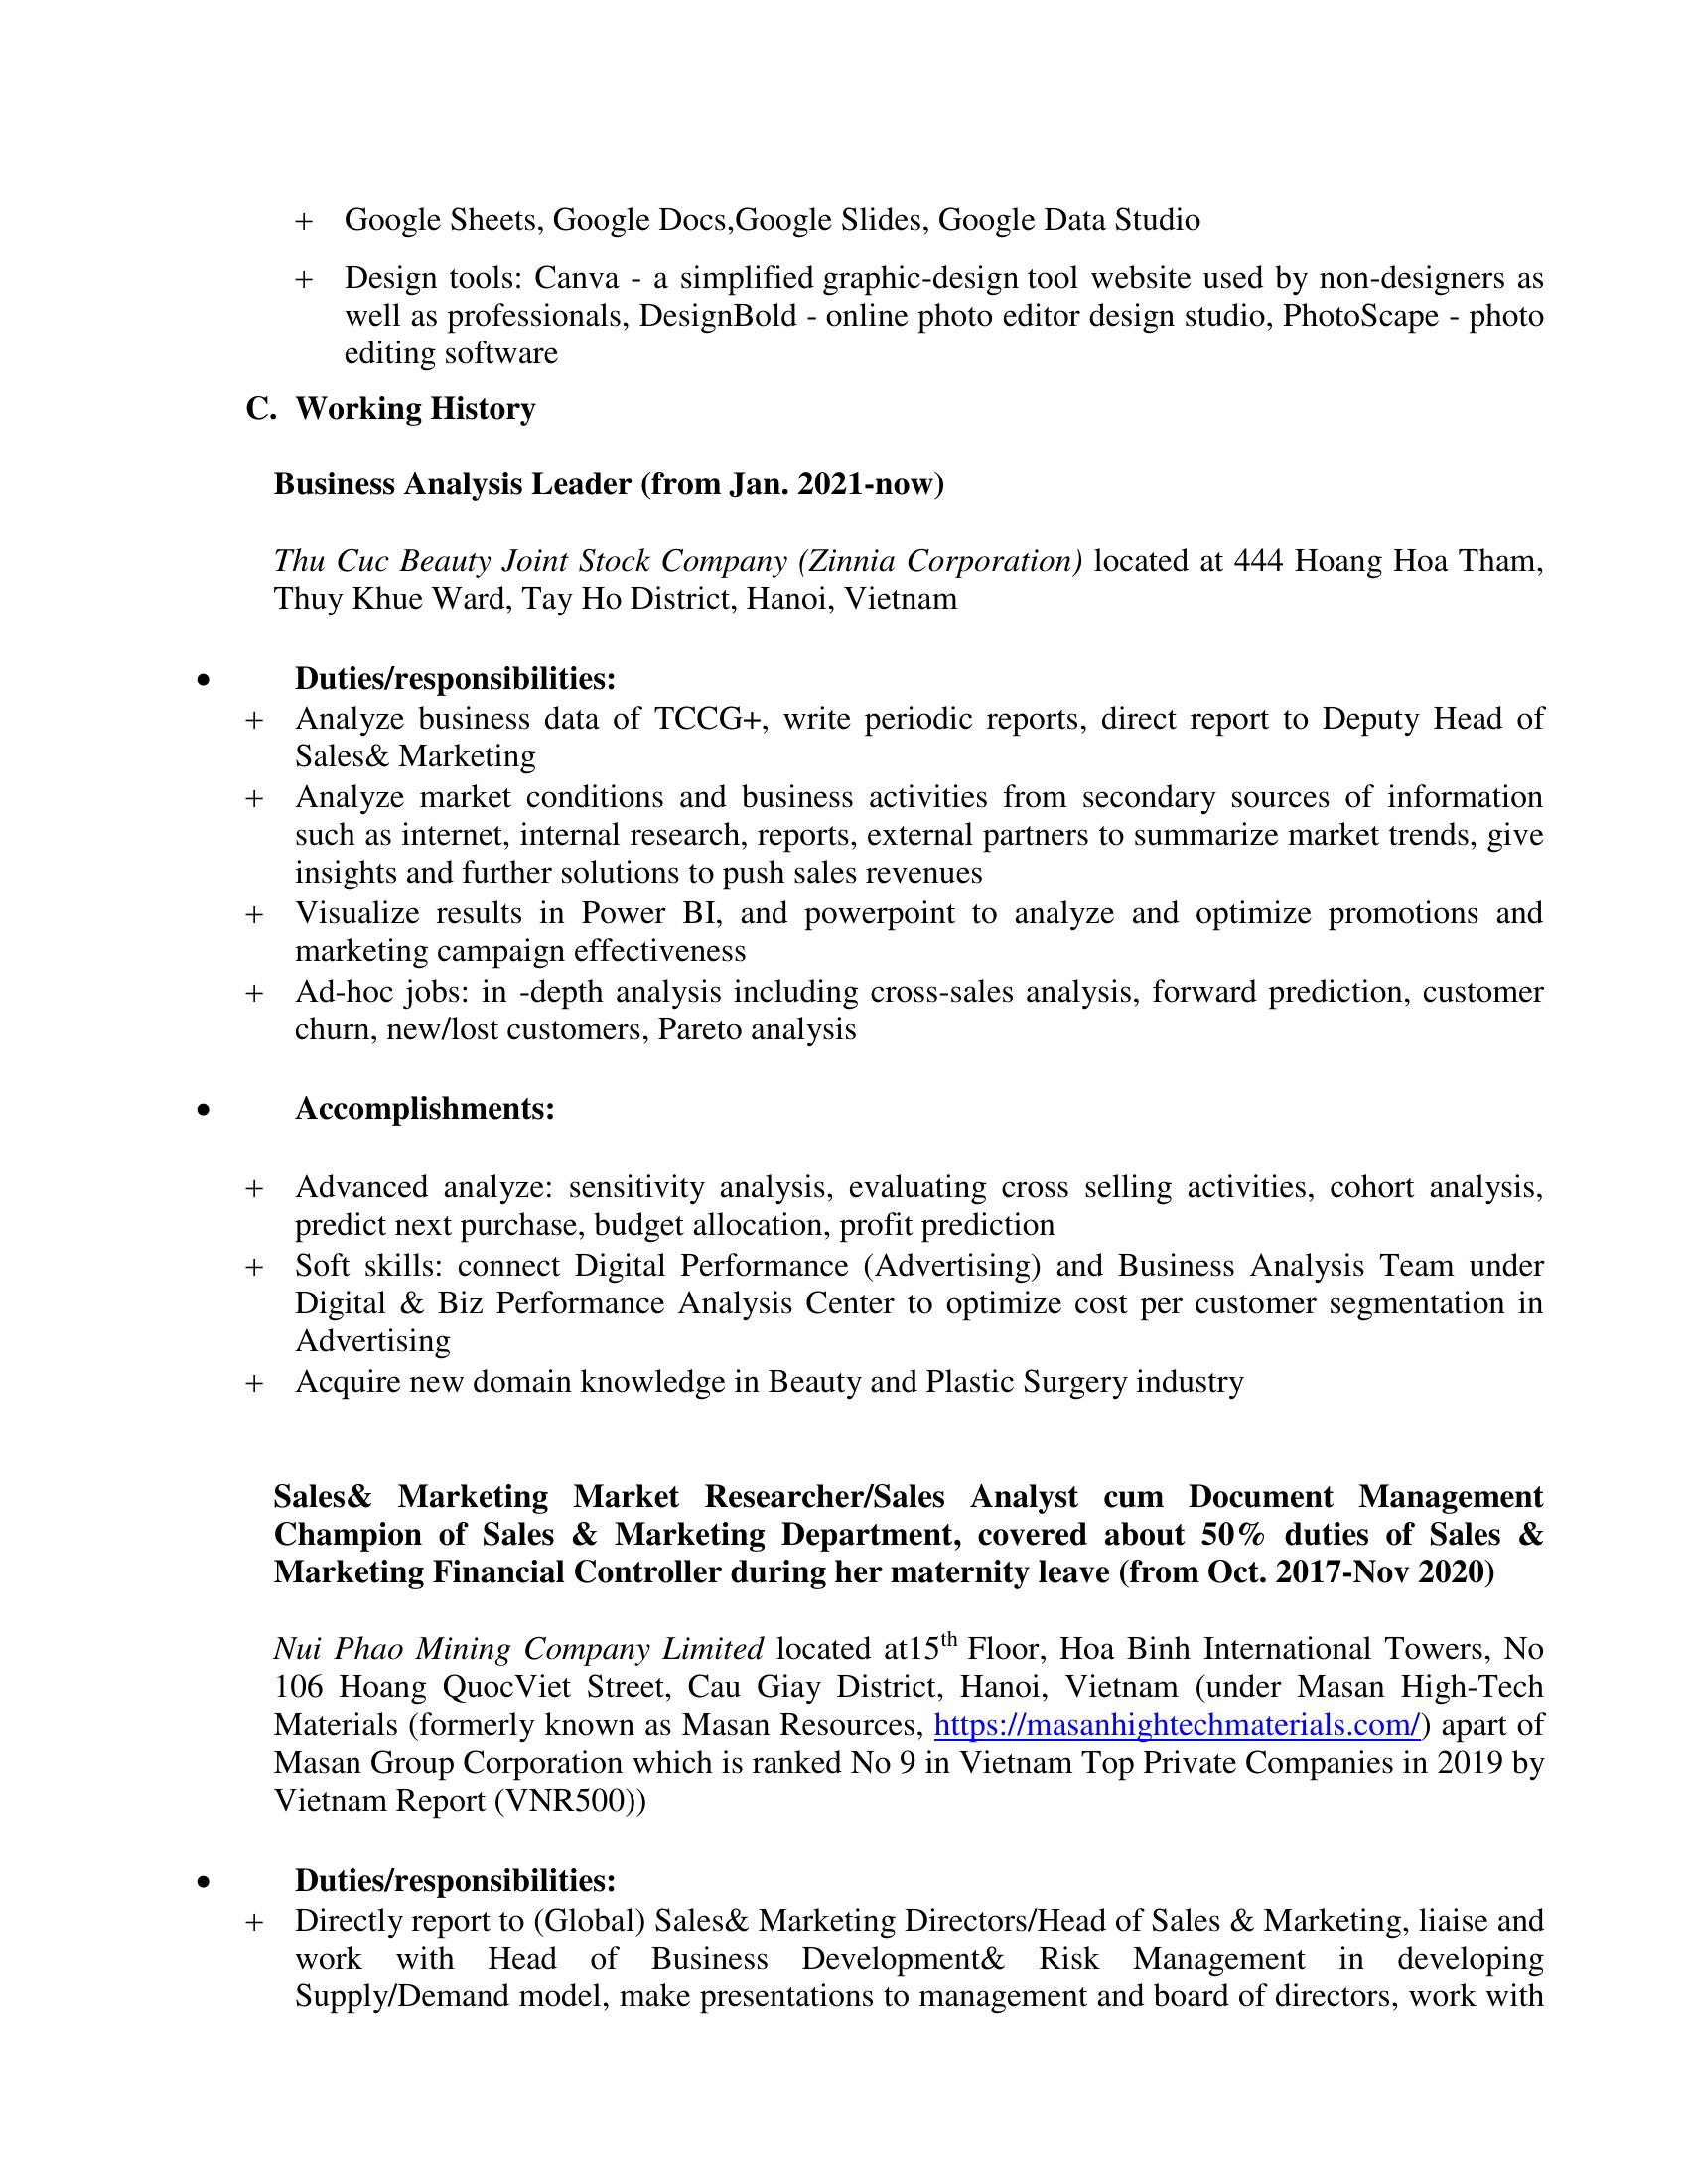 + Google Sheets, Google Docs,Google Slides, Google Data Studio
+ Design tools: Canva - a simplified graphic-design tool website used by non-designers as
well as professionals, DesignBold - online photo editor design studio, PhotoScape - photo
editing software
C. Working History
Business Analysis Leader (from Jan. 2021-now)
Thu Cuc Beauty Joint Stock Company (Zinnia Corporation) located at 444 Hoang Hoa Tham,
Thuy Khue Ward, Tay Ho District, Hanoi, Vietnam
• Duties/responsibilities:
+ Analyze business data of TCCG+, write periodic reports, direct report to Deputy Head of
Sales& Marketing
+ Analyze market conditions and business activities from secondary sources of information
such as internet, internal research, reports, external partners to summarize market trends, give
insights and further solutions to push sales revenues
+ Visualize results in Power BI, and powerpoint to analyze and optimize promotions and
marketing campaign effectiveness
+ Ad-hoc jobs: in -depth analysis including cross-sales analysis, forward prediction, customer
churn, new/lost customers, Pareto analysis
• Accomplishments:
+ Advanced analyze: sensitivity analysis, evaluating cross selling activities, cohort analysis,
predict next purchase, budget allocation, profit prediction
+ Soft skills: connect Digital Performance (Advertising) and Business Analysis Team under
Digital & Biz Performance Analysis Center to optimize cost per customer segmentation in
Advertising
+ Acquire new domain knowledge in Beauty and Plastic Surgery industry
Sales& Marketing Market Researcher/Sales Analyst cum Document Management
Champion of Sales & Marketing Department, covered about 50% duties of Sales &
Marketing Financial Controller during her maternity leave (from Oct. 2017-Nov 2020)
Nui Phao Mining Company Limited located at15th Floor, Hoa Binh International Towers, No
106 Hoang QuocViet Street, Cau Giay District, Hanoi, Vietnam (under Masan High-Tech
Materials (formerly known as Masan Resources, https://masanhightechmaterials.com/) apart of
Masan Group Corporation which is ranked No 9 in Vietnam Top Private Companies in 2019 by
Vietnam Report (VNR500))
• Duties/responsibilities:
+ Directly report to (Global) Sales& Marketing Directors/Head of Sales & Marketing, liaise and
work with Head of Business Development& Risk Management in developing
Supply/Demand model, make presentations to management and board of directors, work with